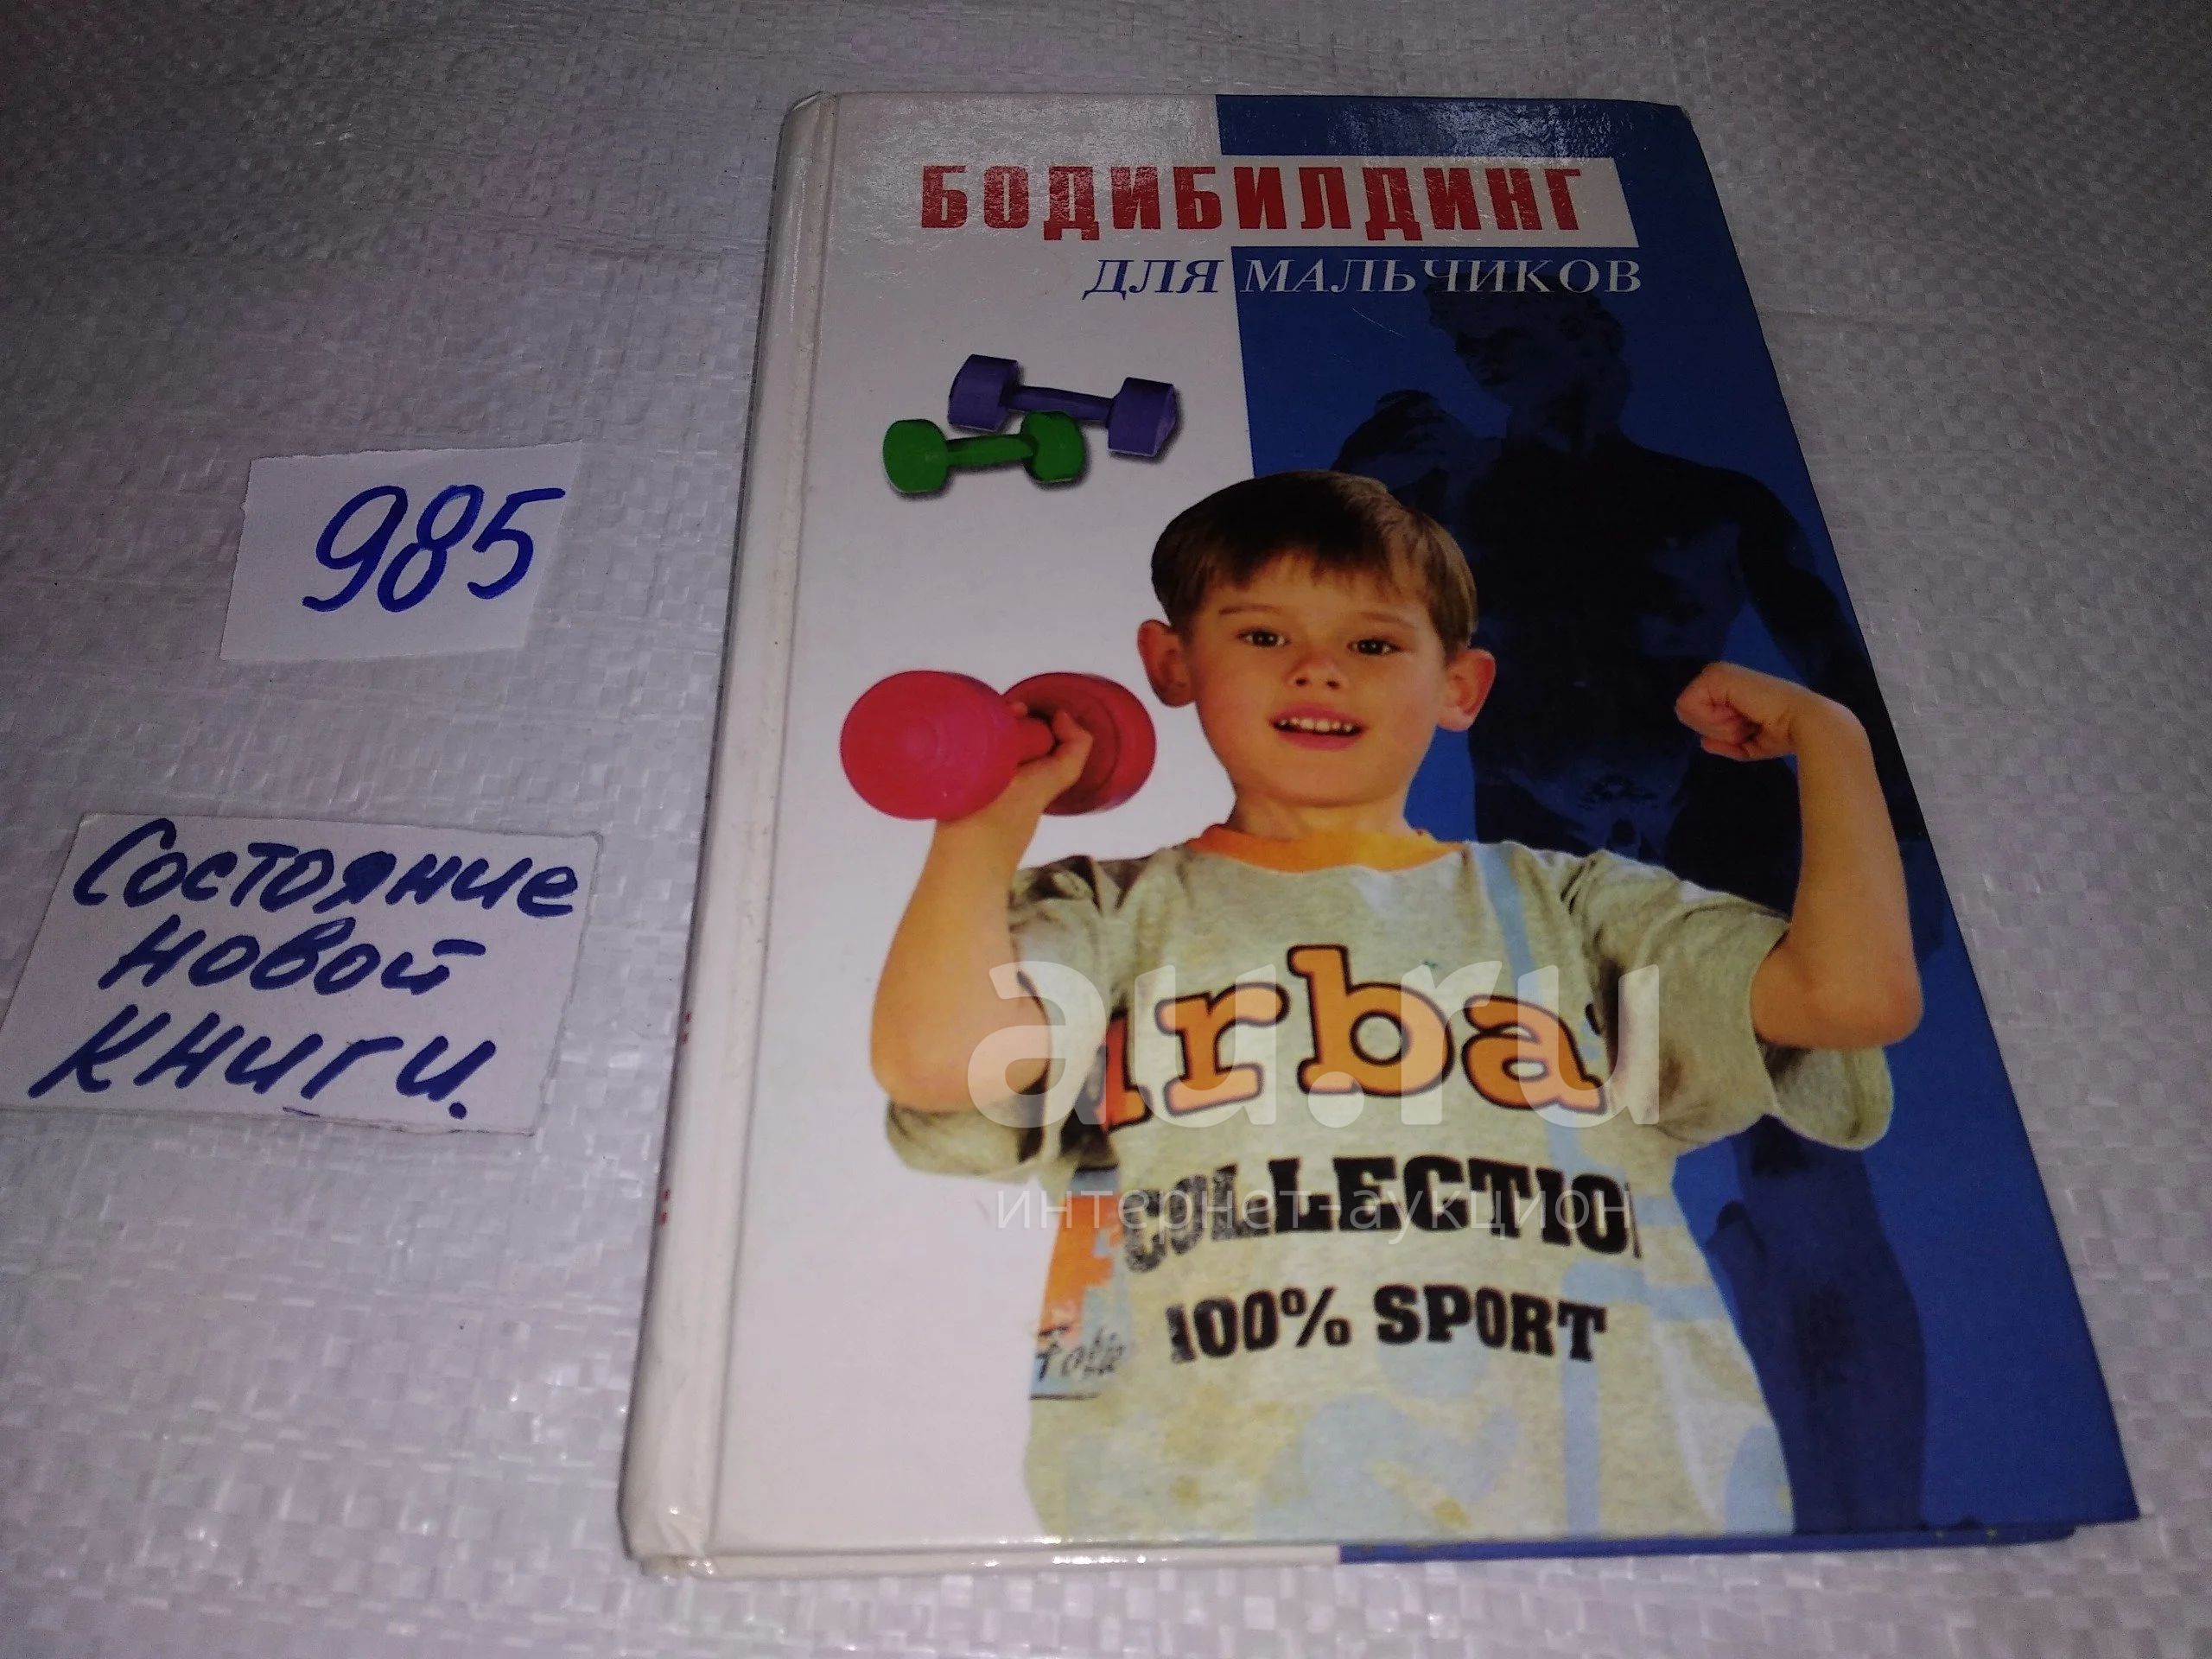 БОДИБИЛДИНГ
ДЛЯ МАЛЬЧИКОВ
985
Состояние
новой
книги.
au.ru
интернет-аукцион
COLLECTIO
100% SPORT